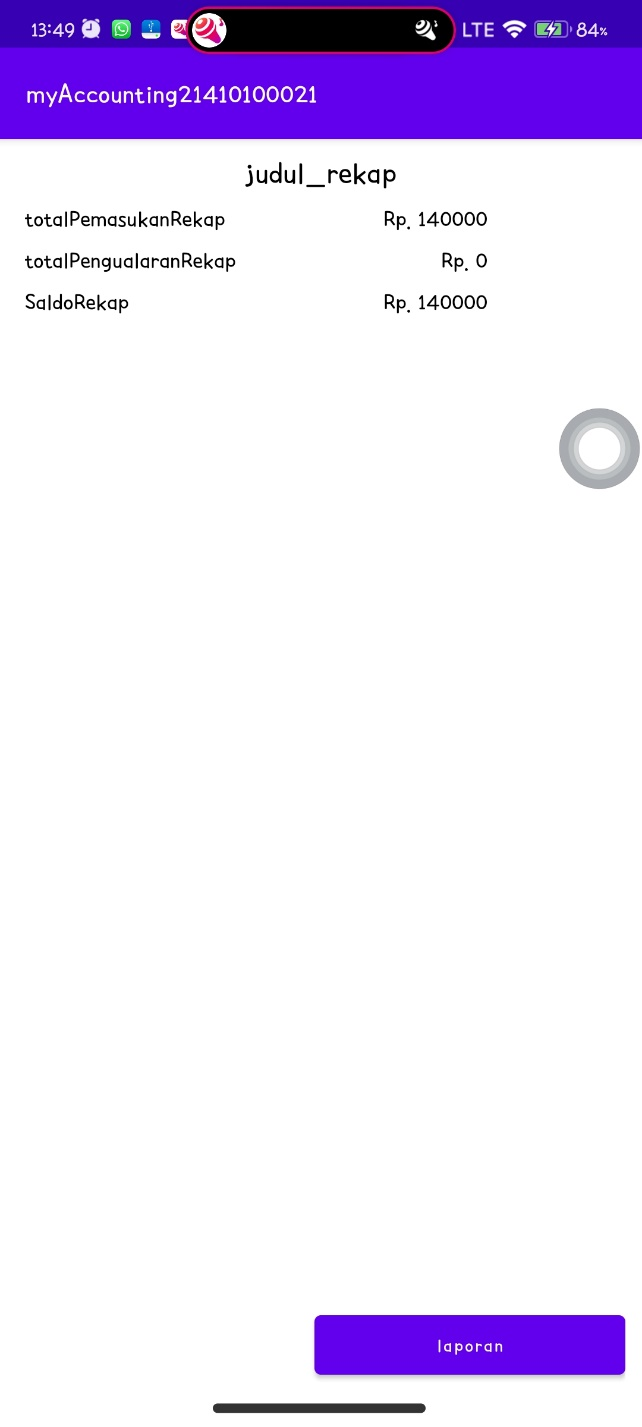 13:49 LTE 84%
myAccounting21410100021
judul_rekap
totalPemasukanRekap Rp. 140000
totalPengualaranRekap Rp. 0
SaldoRekap Rp. 140000
laporan